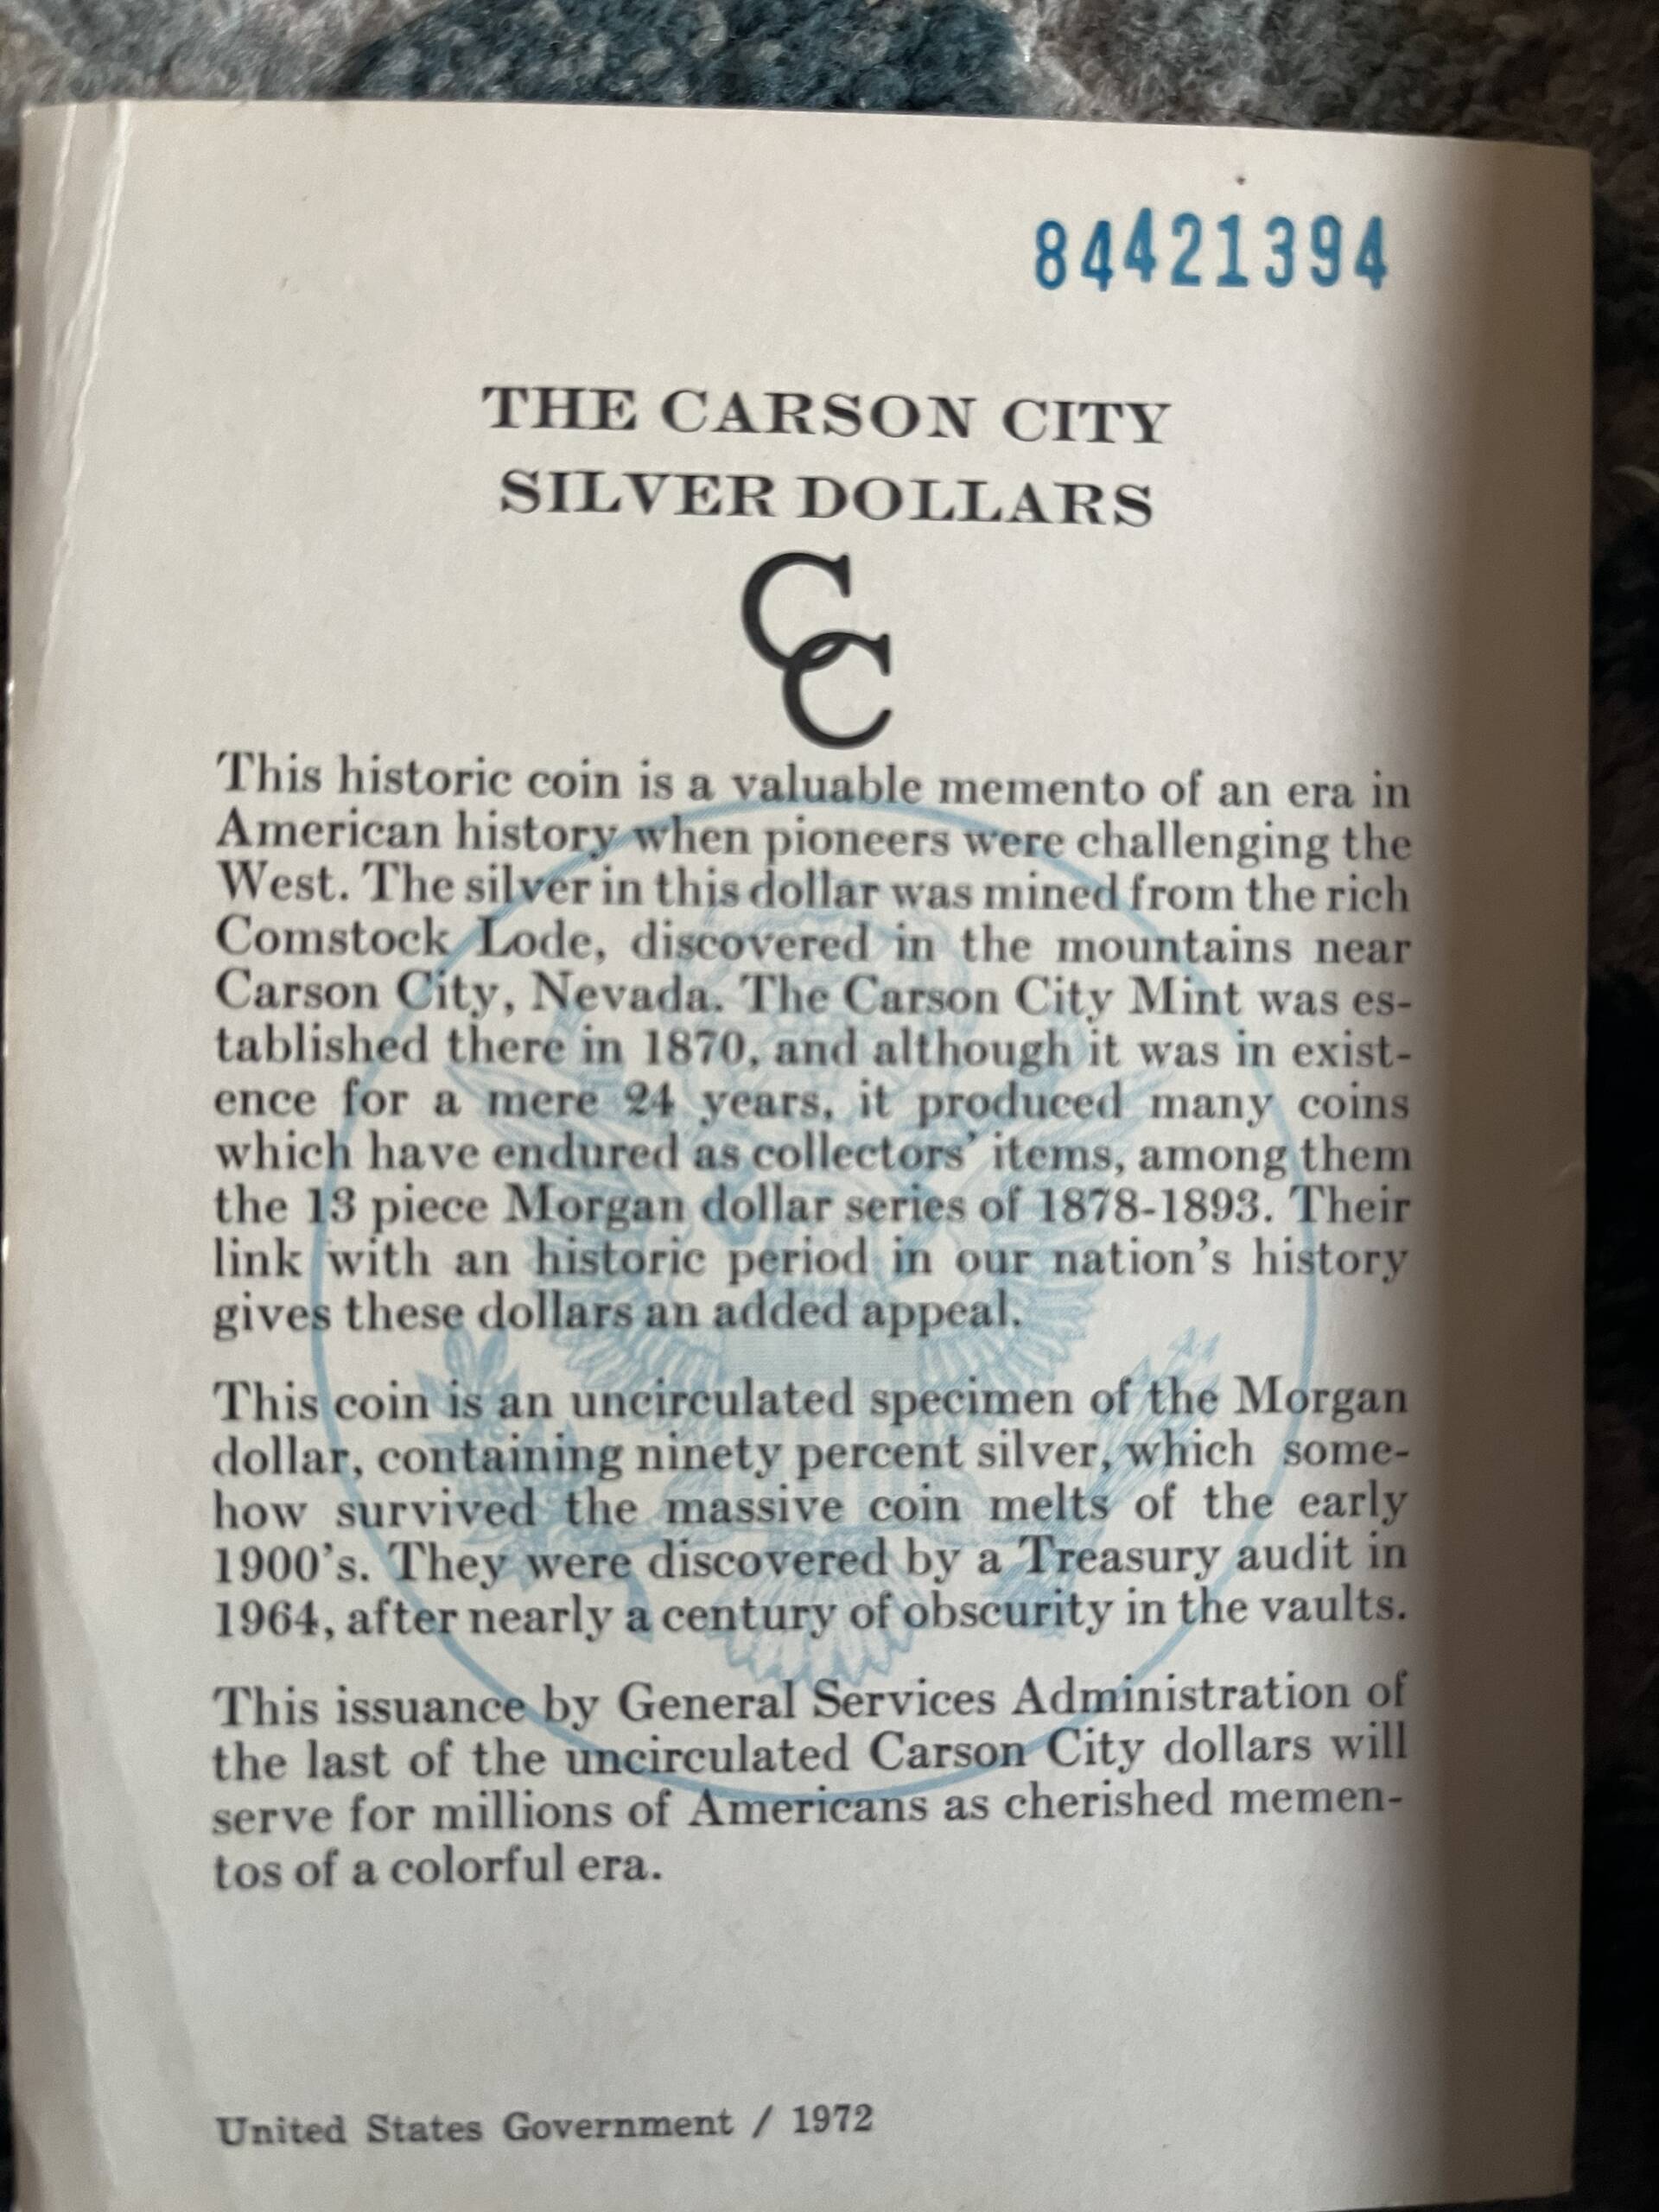 84421394
THE CARSON CITY
SILVER DOLLARS
CC
This historic coin is a valuable memento of an era in
American history when pioneers were challenging the
West. The silver in this dollar was mined from the rich
Comstock Lode, discovered in the mountains near
Carson City, Nevada. The Carson City Mint was es-
tablished there in 1870, and although it was in exist-
ence for a mere 24 years, it produced many coins
which have endured as collectors' items, among them
the 13 piece Morgan dollar series of 1878-1893. Their
link with an historic period in our nation's history
gives these dollars an added appeal.
This coin is an uncirculated specimen of the Morgan
dollar, containing ninety percent silver, which some-
how survived the massive coin melts of the early
1900's. They were discovered by a Treasury audit in
1964, after nearly a century of obscurity in the vaults.
This issuance by General Services Administration of
the last of the uncirculated Carson City dollars will
serve for millions of Americans as cherished memen-
tos of a colorful era.
United States Government / 1972